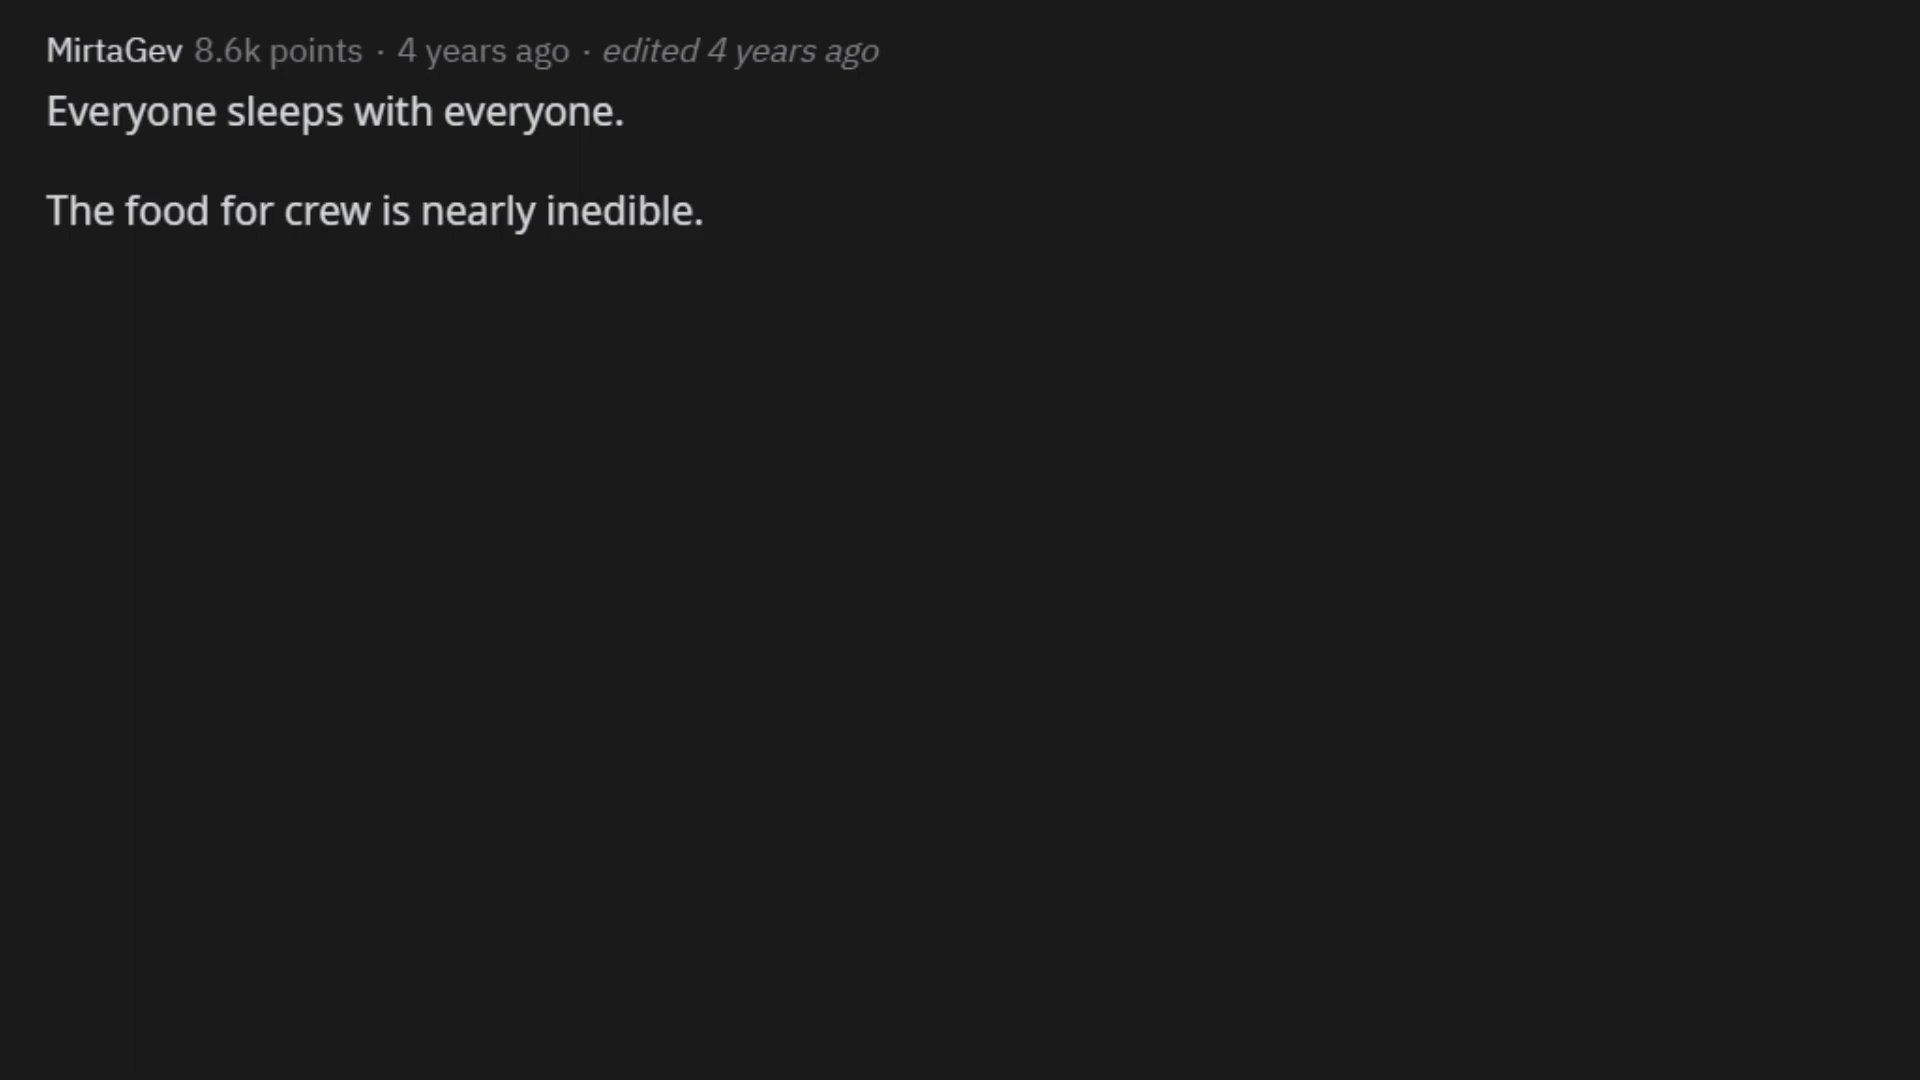 MirtaGev 8.6k points · 4 years ago · edited 4 years ago
Everyone sleeps with everyone.
The food for crew is nearly inedible.